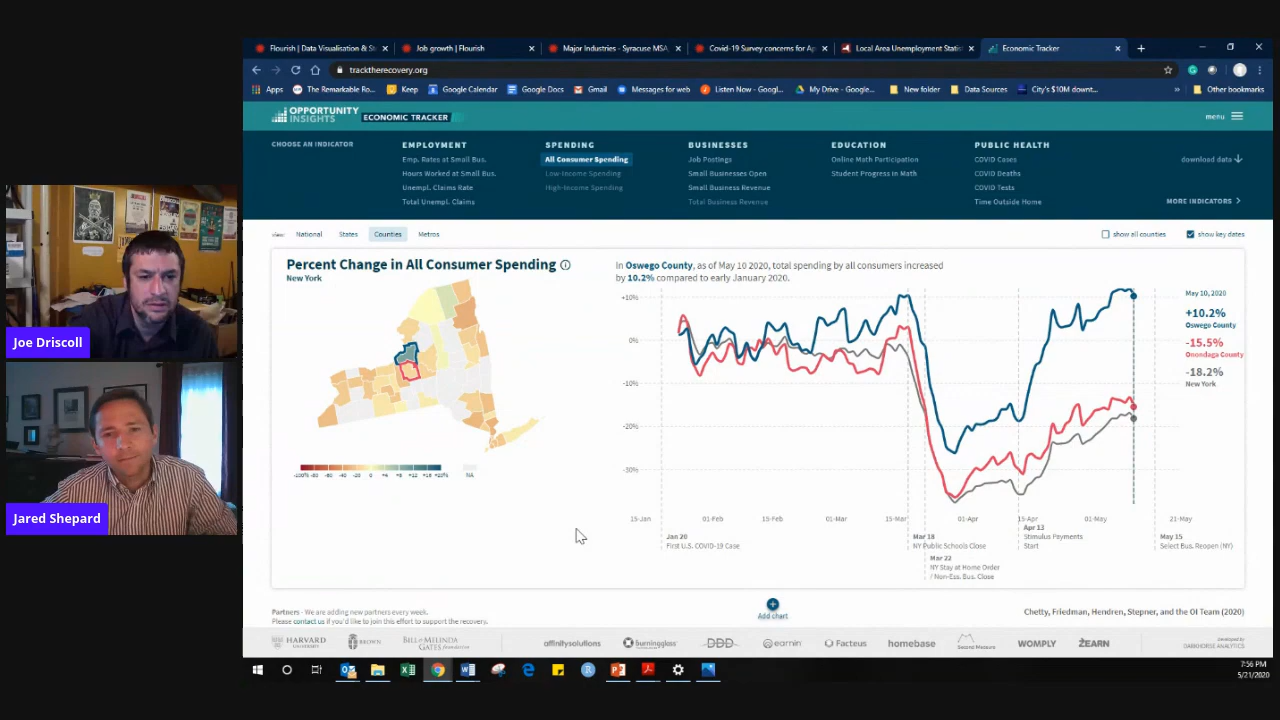 Flourish | Data Visualisation & St
Job growth | Flourish
Major Industries - Syracuse MSA
Covid-19 Survey concerns for Ap
Local Area Unemployment Statis
Economic Tracker
tracktherecovery.org
Apps
The Remarkable Ro...
Keep
Google Calendar
Google Docs
Gmail
Messages for web
Listen Now - Googl...
My Drive - Google...
New folder
Data Sources
City's $10M downt...
Other bookmarks
OPPORTUNITY
INSIGHTS
ECONOMIC TRACKER
menu
CHOOSE AN INDICATOR
EMPLOYMENT
Emp. Rates at Small Bus.
Hours Worked at Small Bus.
Unempl. Claims Rate
Total Unempl. Claims
SPENDING
All Consumer Spending
Low-Income Spending
High-Income Spending
BUSINESSES
Job Postings
Small Businesses Open
Small Business Revenue
Total Business Revenue
EDUCATION
Online Math Participation
Student Progress in Math
PUBLIC HEALTH
COVID Cases
COVID Deaths
COVID Tests
Time Outside Home
download data
MORE INDICATORS
view:
National
States
Counties
Metros
show all counties
show key dates
Percent Change in All Consumer Spending
New York
In Oswego County, as of May 10 2020, total spending by all consumers increased
by 10.2% compared to early January 2020.
+10%
0%
-10%
-20%
-30%
May 10, 2020
+10.2%
Oswego County
-15.5%
Onondaga County
-18.2%
New York
NA
15-Jan
01-Feb
15-Feb
01-Mar
15-Mar
01-Apr
15-Apr
01-May
21-May
Jan 20
First U.S. COVID-19 Case
Mar 18
NY Public Schools Close
Mar 22
NY Stay at Home Order
/ Non-Ess. Bus. Close
Apr 13
Stimulus Payments
Start
May 15
Select Bus. Reopen (NY)
Add chart
Partners - We are adding new partners every week.
Please contact us if you'd like to join this effort to support the recovery.
Chetty, Friedman, Hendren, Stepner, and the OI Team (2020)
HARVARD
UNIVERSITY
BROWN
BILL & MELINDA
GATES foundation
affinitysolutions
burningglass
earnin
Facteus
homebase
Second Measure
WOMPLY
ZEARN
Developed by
DARKHORSE ANALYTICS
7:56 PM
5/21/2020
Joe Driscoll
Jared Shepard